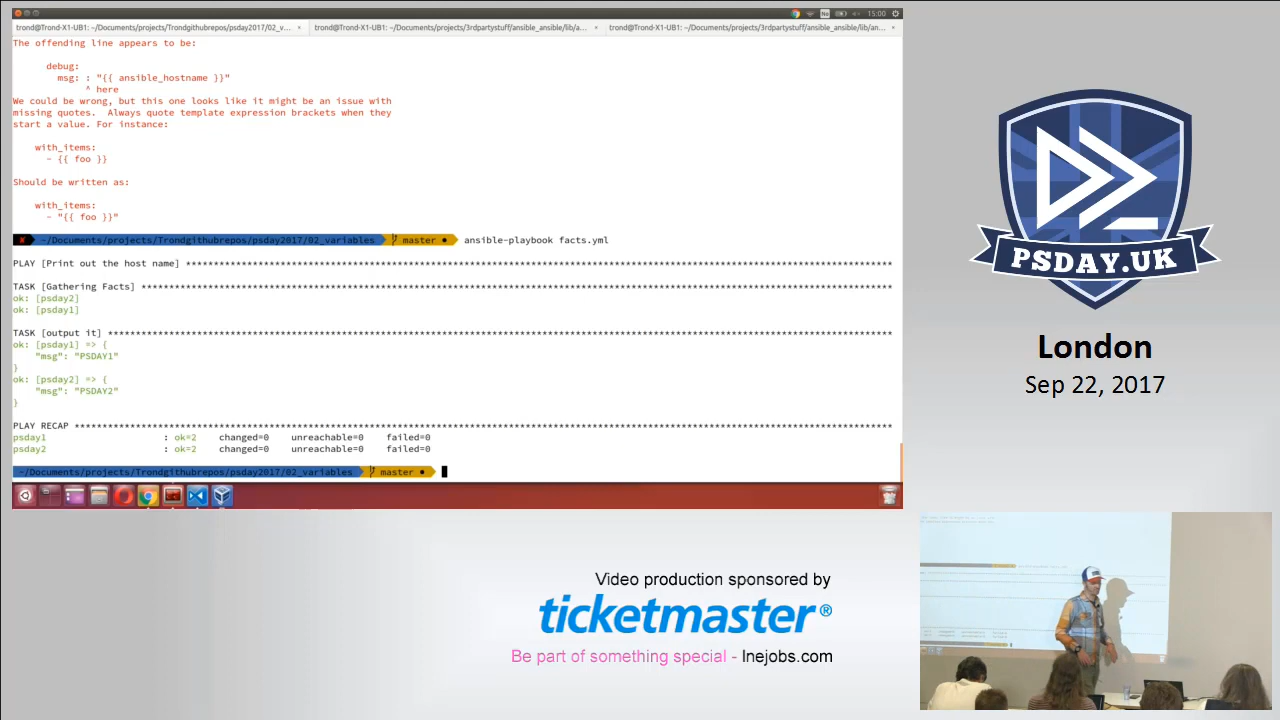 15:00
trond@Trond-X1-UB1: ~/Documents/projects/Trondgithubrepos/psday2017/02_v...
trond@Trond-X1-UB1: ~/Documents/projects/3rdpartystuff/ansible_ansible/lib/a...
trond@Trond-X1-UB1: ~/Documents/projects/3rdpartystuff/ansible_ansible/lib/an...
The offending line appears to be:
debug:
msg: : "{{ ansible_hostname }}"
^ here
We could be wrong, but this one looks like it might be an issue with
missing quotes.  Always quote template expression brackets when they
start a value. For instance:
with_items:
- {{ foo }}
Should be written as:
with_items:
- "{{ foo }}"
✘ ~/Documents/projects/Trondgithubrepos/psday2017/02_variables master ● ansible-playbook facts.yml
PLAY [Print out the host name] ****************************************************************************************************************************
TASK [Gathering Facts] ************************************************************************************************************************************
ok: [psday2]
ok: [psday1]
TASK [output it] ******************************************************************************************************************************************
ok: [psday1] => {
"msg": "PSDAY1"
}
ok: [psday2] => {
"msg": "PSDAY2"
}
PLAY RECAP ************************************************************************************************************************************************
psday1 : ok=2 changed=0 unreachable=0 failed=0
psday2 : ok=2 changed=0 unreachable=0 failed=0
~/Documents/projects/Trondgithubrepos/psday2017/02_variables master ●
PSDAY.UK
London
Sep 22, 2017
Video production sponsored by
ticketmaster®
Be part of something special - lnejobs.com